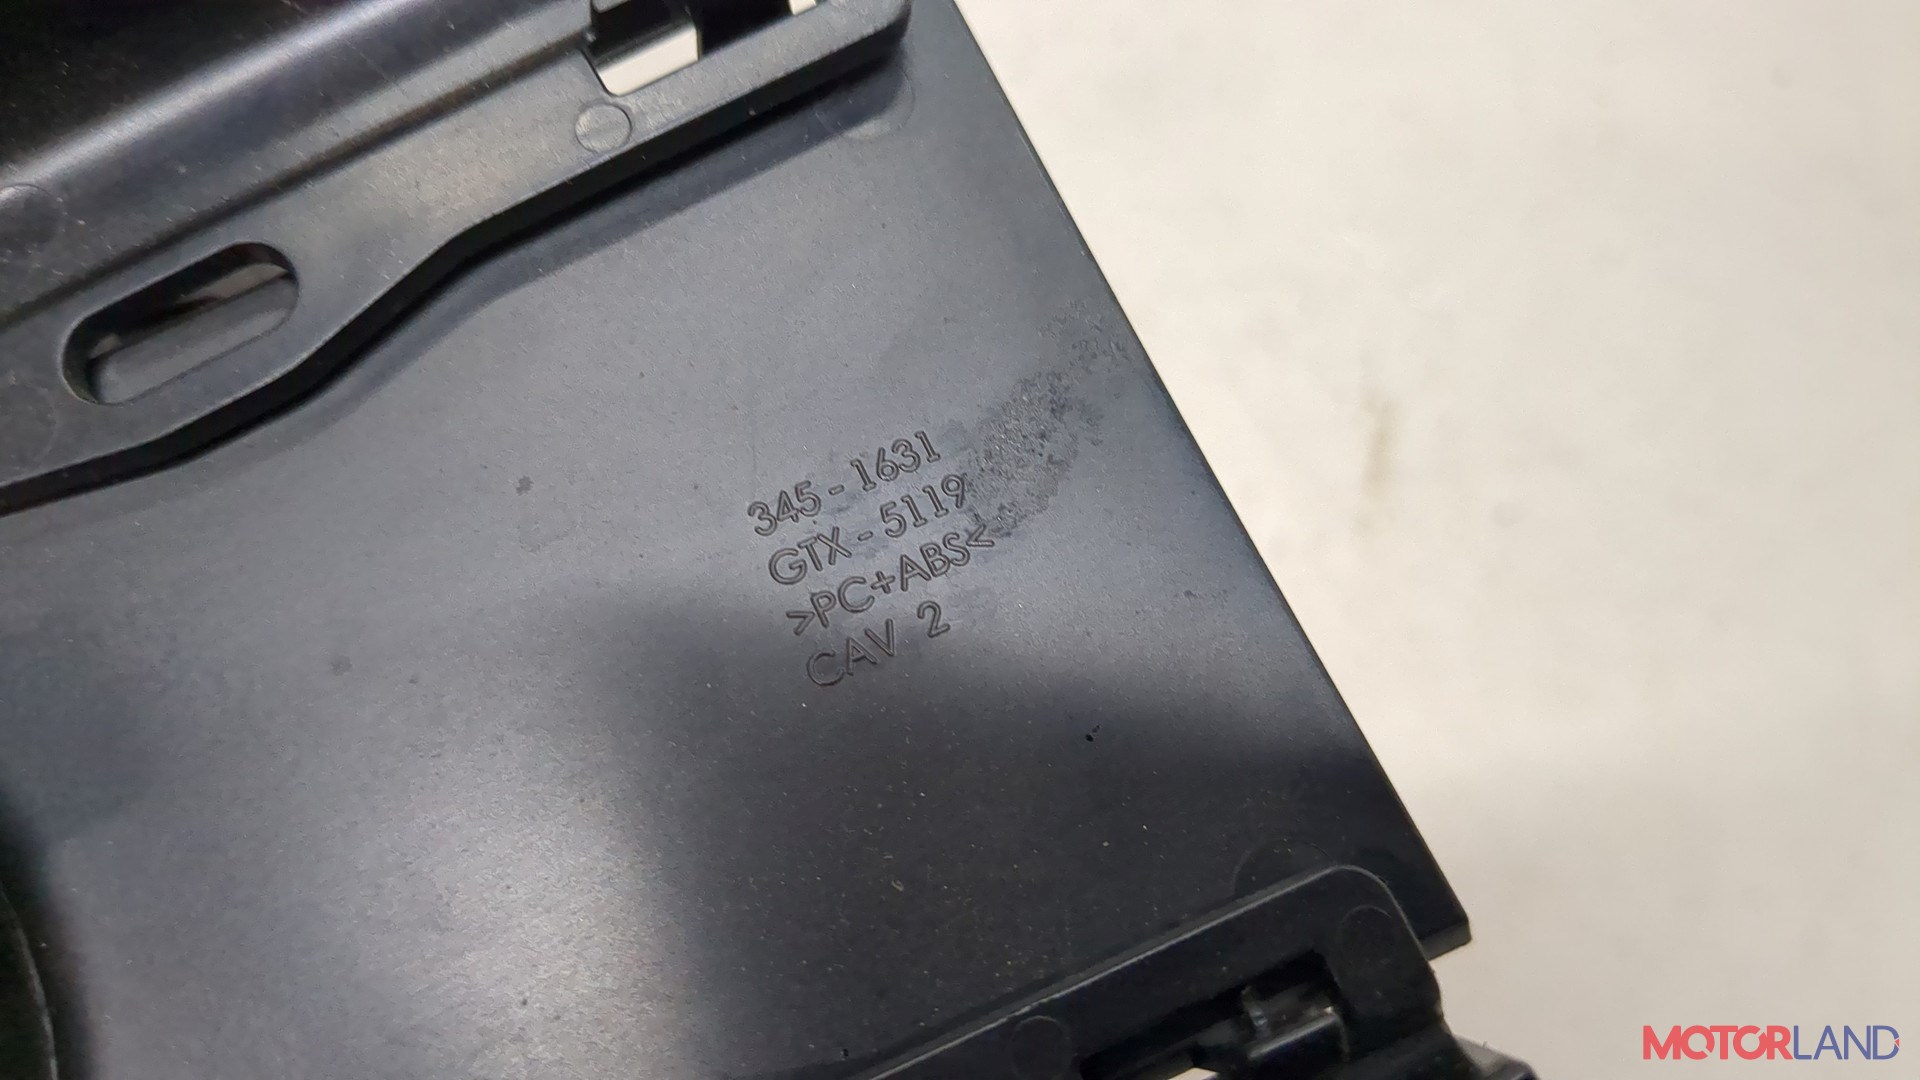 345 - 1631
GTX - 5119
>PC+ABS<
CAV 2
MOTORLAND